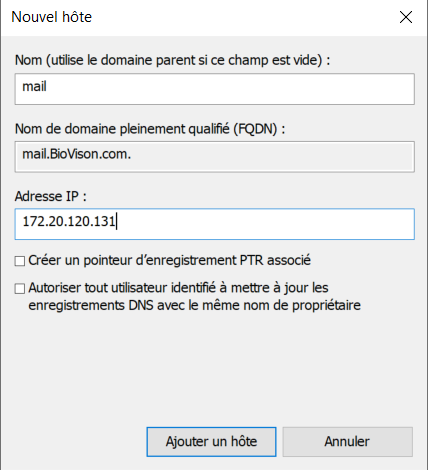 Nouvel hôte
Nom (utilise le domaine parent si ce champ est vide) :
mail
Nom de domaine pleinement qualifié (FQDN) :
mail.BioVison.com.
Adresse IP :
172.20.120.131
Créer un pointeur d'enregistrement PTR associé
Autoriser tout utilisateur identifié à mettre à jour les
enregistrements DNS avec le même nom de propriétaire
Ajouter un hôte
Annuler